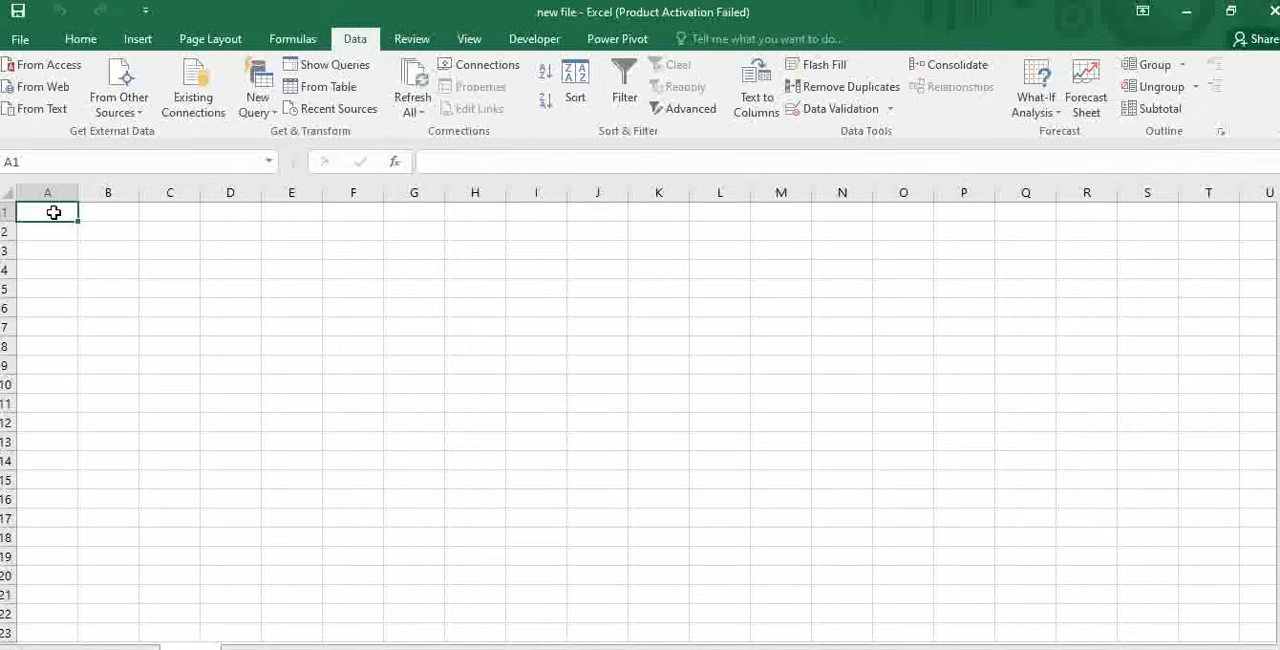 new file - Excel (Product Activation Failed)
File Home Insert Page Layout Formulas Data Review View Developer Power Pivot Tell me what you want to do... Share
From Access
From Web
From Text
From Other
Sources
Existing
Connections
Get External Data
New
Query
Show Queries
From Table
Recent Sources
Get & Transform
Refresh
All
Connections
Properties
Edit Links
Connections
Sort
Filter
Clear
Reapply
Advanced
Sort & Filter
Text to
Columns
Flash Fill
Remove Duplicates
Data Validation
Consolidate
Relationships
Data Tools
What-If
Analysis
Forecast
Sheet
Forecast
Group
Ungroup
Subtotal
Outline
A1 fx
A B C D E F G H I J K L M N O P Q R S T U
1
2
3
4
5
6
7
8
9
10
11
12
13
14
15
16
17
18
19
20
21
22
23